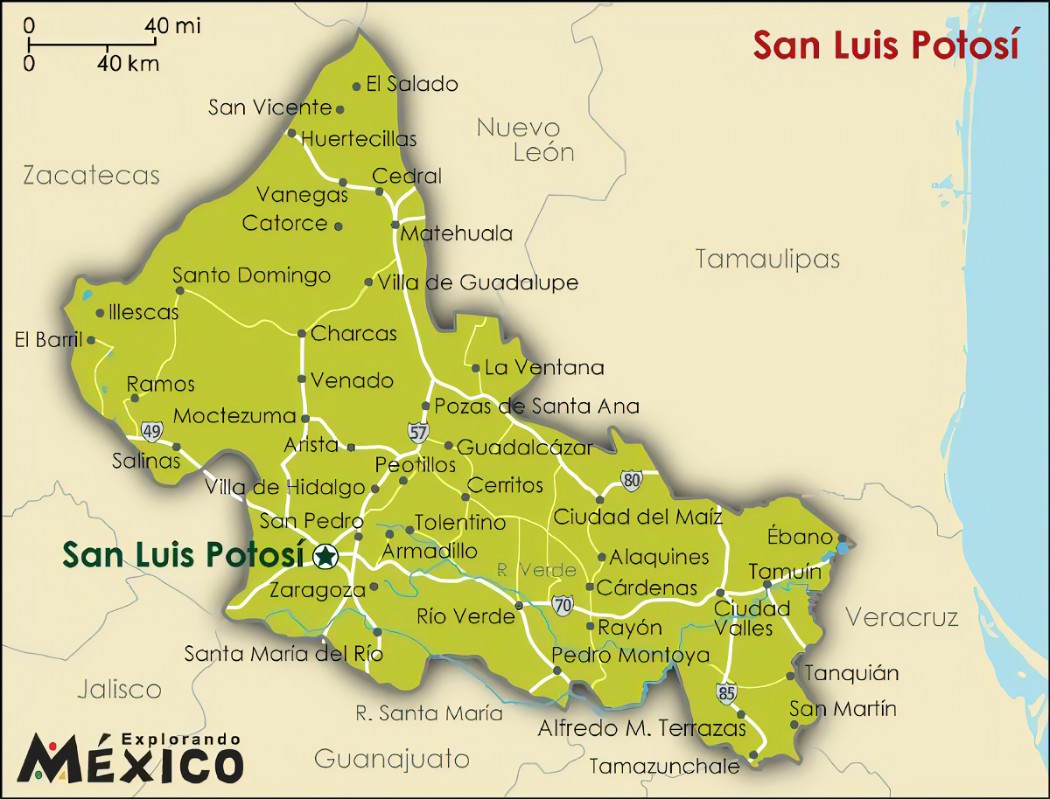 0 40 mi
0 40 km
San Luis Potosí
El Salado
San Vicente
Huertecillas
Nuevo
León
Zacatecas
Cedral
Vanegas
Catorce
Matehuala
Tamaulipas
Santo Domingo
Villa de Guadalupe
Illescas
El Barril
Charcas
La Ventana
Venado
Ramos
Pozas de Santa Ana
Moctezuma
49
57
Arista
Guadalcázar
Salinas
Peotillos
80
Villa de Hidalgo
Cerritos
San Pedro
Tolentino
Ciudad del Maíz
Ébano
San Luis Potosí
Armadillo
Alaquines
R. Verde
Tamuín
Zaragoza
Cárdenas
70
Río Verde
Ciudad
Valles
Veracruz
Rayón
Santa María del Río
Pedro Montoya
Tanquián
Jalisco
85
San Martín
R. Santa María
Alfredo M. Terrazas
Explorando
MÉXICO
Guanajuato
Tamazunchale